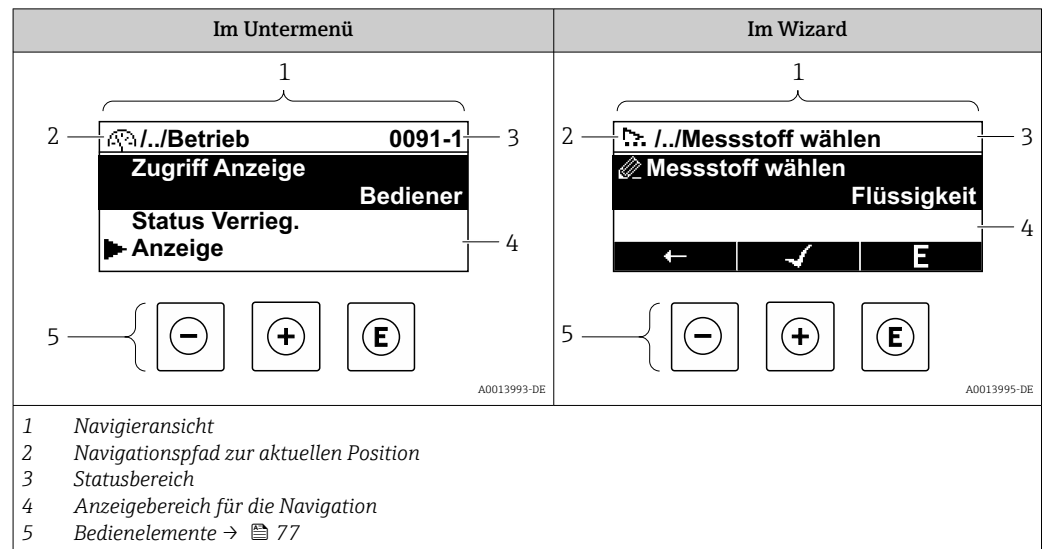 Im Untermenü
Im Wizard
1
2
/../Betrieb 0091-1
3
Zugriff Anzeige
Bediener
Status Verrieg.
Anzeige
4
5
- + E
A0013993-DE
1
2
/../Messstoff wählen
3
Messstoff wählen
Flüssigkeit
4
← ✓ E
5
- + E
A0013995-DE
1 Navigieransicht
2 Navigationspfad zur aktuellen Position
3 Statusbereich
4 Anzeigebereich für die Navigation
5 Bedienelemente → 77